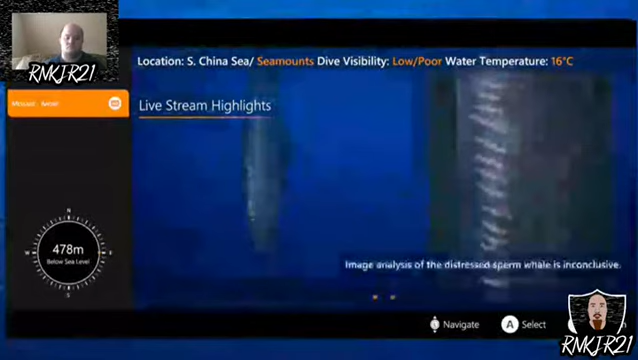 RNKJR21
Location: S. China Sea/ Seamounts Dive Visibility: Low/Poor Water Temperature: 16°C
Live Stream Highlights
N
W
E
478m
Below Sea Level
S
Image analysis of the distressed sperm whale is inconclusive.
Navigate
A Select
RNKJR21